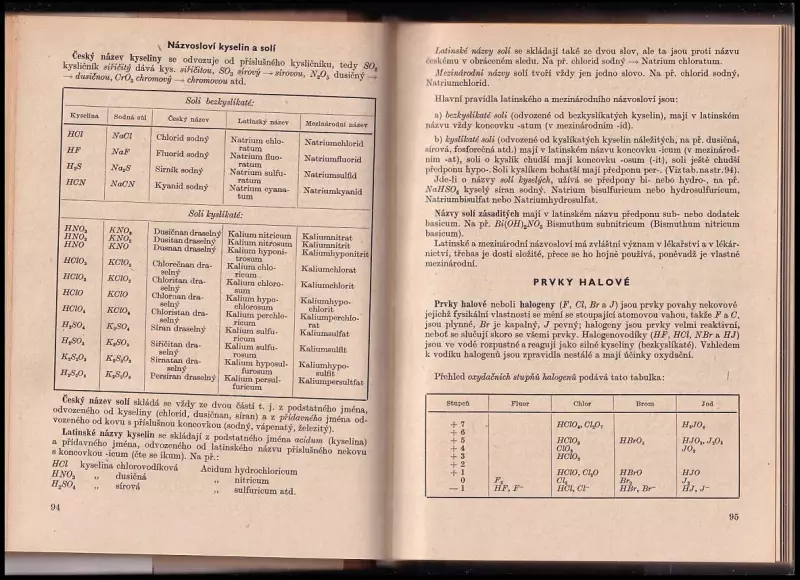 Názvosloví kyselin a solí
Český název kyseliny se odvozuje od příslušného kysličníku, tedy SO₂
kysličník siřičitý dává kys. siřičitou, SO₃ sírový → sírovou, N₂O₅ dusičný →
→ dusičnou, CrO₃ chromový → chromovou atd.
Soli bezkyslíkaté:
Kyselina Sodná sůl Český název Latinský název Mezinárodní název
HCl NaCl Chlorid sodný Natrium chloratum Natriumchlorid
HF NaF Fluorid sodný Natrium fluoratum Natriumfluorid
H₂S Na₂S Sirník sodný Natrium sulfuratum Natriumsulfid
HCN NaCN Kyanid sodný Natrium cyanatum Natriumkyanid
Soli kyslíkaté:
HNO₃ KNO₃ Dusičnan draselný Kalium nitricum Kaliumnitrat
HNO₂ KNO₂ Dusitan draselný Kalium nitrosum Kaliumnitrit
HNO KNO Dusnan draselný Kalium hyponitrosum Kaliumhyponitrit
HClO₃ KClO₃ Chlorečnan draselný Kalium chloricum Kaliumchlorat
HClO₂ KClO₂ Chloritan draselný Kalium chlorosum Kaliumchlorit
HClO KClO Chlornan draselný Kalium hypochlorosum Kaliumhypochlorit
HClO₄ KClO₄ Chloristan draselný Kalium perchloricum Kaliumperchlorat
H₂SO₄ K₂SO₄ Síran draselný Kalium sulfuricum Kaliumsulfat
H₂SO₃ K₂SO₃ Siřičitan draselný Kalium sulfurosum Kaliumsulfit
K₂S₂O₃ Sirnatan draselný Kalium hyposulfurosum Kaliumhyposulfit
H₂S₂O₈ K₂S₂O₈ Persíran draselný Kalium persulfuricum Kaliumpersulfat
Český název solí skládá se vždy ze dvou částí t. j. z podstatného jména,
odvozeného od kyseliny (chlorid, dusičnan, síran) a z přídavného jména odvozeného
od kovu s příslušnou koncovkou (sodný, vápenatý, železitý).
Latinské názvy kyselin se skládají z podstatného jména acidum (kyselina)
a přídavného jména, odvozeného od latinského názvu příslušného nekovu
s koncovkou -icum (čte se ikum). Na př.:
HCl kyselina chlorovodíková Acidum hydrochloricum
HNO₃ „ dusičná „ nitricum
H₂SO₄ „ sírová „ sulfuricum atd.
94
Latinské názvy solí se skládají také ze dvou slov, ale ta jsou proti názvu
českému v obráceném sledu. Na př. chlorid sodný → Natrium chloratum.
Mezinárodní názvy solí tvoří vždy jen jedno slovo. Na př. chlorid sodný,
Natriumchlorid.
Hlavní pravidla latinského a mezinárodního názvosloví jsou:
a) bezkyslíkaté soli (odvozené od bezkyslíkatých kyselin), mají v latinském
názvu vždy koncovku -atum (v mezinárodním -id).
b) kyslíkaté soli (odvozené od kyslíkatých kyselin náležitých, na př. dusičná,
sírová, fosforečná atd.) mají v latinském názvu koncovku -icum (v mezinárodním
-at), soli o kyslík chudší mají koncovku -osum (-it), soli ještě chudší
předponu hypo-. Soli kyslíkem bohatší mají předponu per-. (Viz tab. na str. 94).
Jde-li o názvy solí kyselých, užívá se předpony bi- nebo hydro-, na př.
NaHSO₄ kyselý síran sodný. Natrium bisulfuricum nebo hydrosulfuricum,
Natriumbisulfat nebo Natriumhydrosulfat.
Názvy solí zásaditých mají v latinském názvu předponu sub- nebo dodatek
basicum. Na př. Bi(OH)₂NO₃ Bismuthum subnitricum (Bismuthum nitricum
basicum).
Latinské a mezinárodní názvosloví má zvláštní význam v lékařství a v lékárnictví,
třebas je dosti složité, přece se ho hojně používá, poněvadž je vlastně
mezinárodní.
PRVKY HALOVÉ
Prvky halové neboli halogeny (F, Cl, Br a J) jsou prvky povahy nekovové
jejichž fysikální vlastnosti se mění se stoupající atomovou vahou, takže F a Cl,
jsou plynné, Br je kapalný, J pevný; halogeny jsou prvky velmi reaktivní,
neboť se slučují skoro se všemi prvky. Halogenovodíky (HF, HCl, NBr a HJ)
jsou ve vodě rozpustné a reagují jako silné kyseliny (bezkyslíkaté). Vzhledem
k vodíku halogenů jsou zpravidla nestálé a mají účinky oxydační.
Přehled oxydačních stupňů halogenů podává tato tabulka:
Stupeň Fluor Chlor Brom Jod
+ 7 HClO₄, Cl₂O₇ H₅JO₆
+ 6
+ 5 HClO₃ HBrO₃ HJO₃, J₂O₅
+ 4 ClO₂ JO₂
+ 3 HClO₂
+ 2
+ 1 HClO, Cl₂O HBrO HJO
0 F₂ Cl₂ Br₂ J₂
— 1 HF, F⁻ HCl, Cl⁻ HBr, Br⁻ HJ, J⁻
95